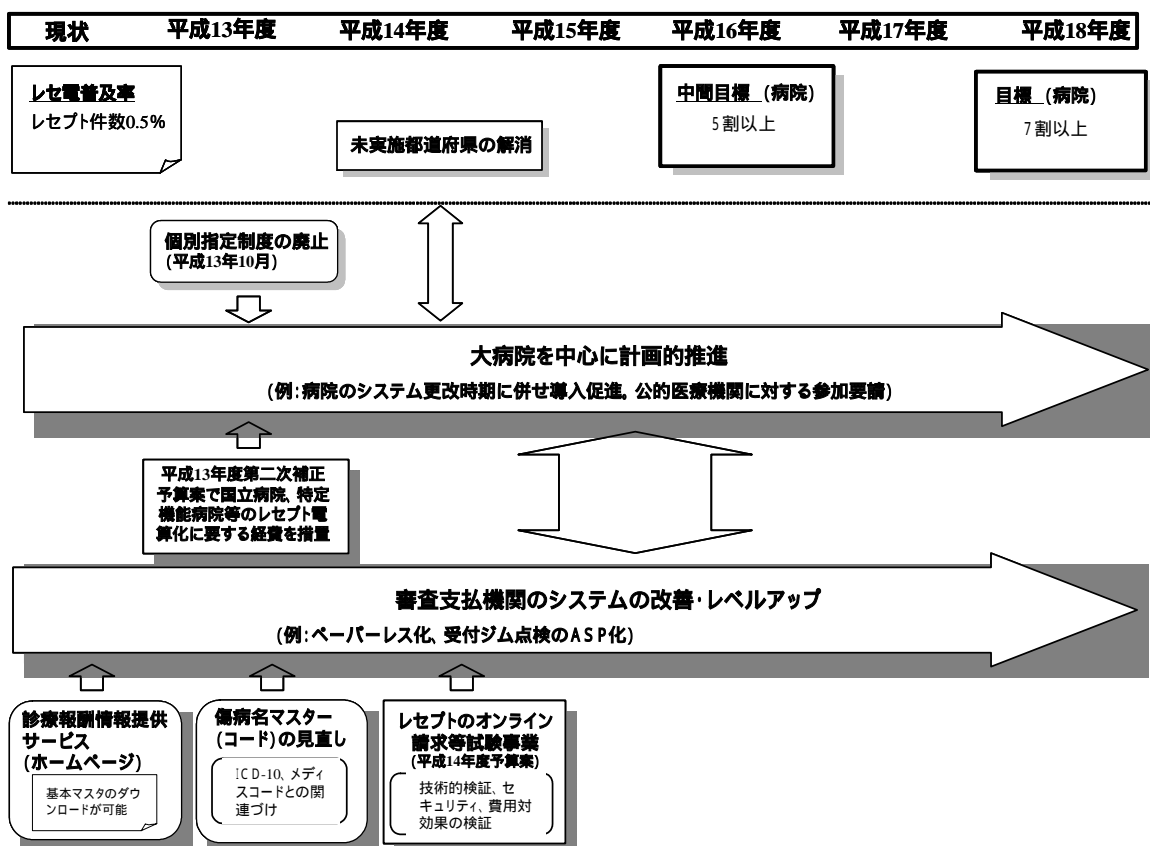 現状 平成13年度 平成14年度 平成15年度 平成16年度 平成17年度 平成18年度
レセ電普及率
レセプト件数0.5%
未実施都道府県の解消
中間目標 (病院)
5割以上
目標 (病院)
7割以上
個別指定制度の廃止
(平成13年10月)
大病院を中心に計画的推進
(例:病院のシステム更改時期に併せ導入促進。公的医療機関に対する参加要請)
平成13年度第二次補正
予算案で国立病院、特定
機能病院等のレセプト電
算化に要する経費を措置
審査支払機関のシステムの改善・レベルアップ
(例:ペーパーレス化、受付ジム点検のASP化)
診療報酬情報提供
サービス
(ホームページ)
基本マスタのダウ
ンロードが可能
傷病名マスター
(コード)の見直し
ICD-10、メディ
スコードとの関
連づけ
レセプトのオンライン
請求等試験事業
(平成14年度予算案)
技術的検証、セ
キュリティ、費用対
効果の検証